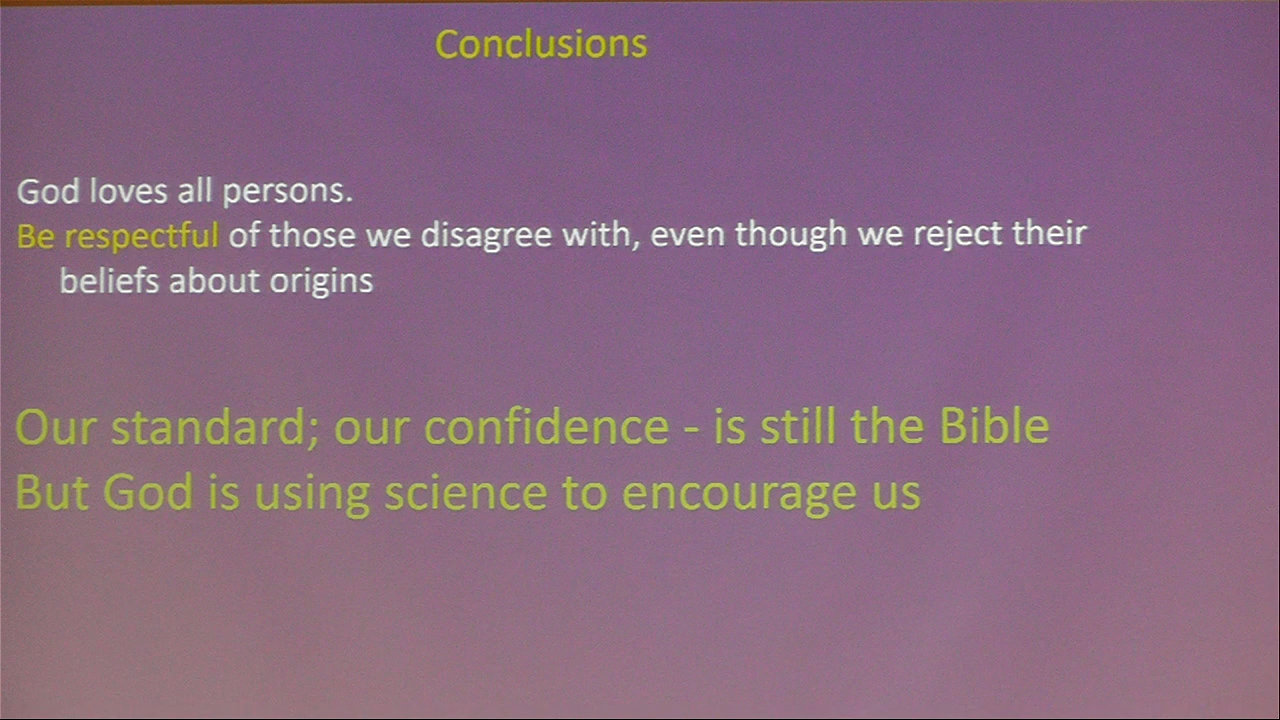 Conclusions
God loves all persons.
Be respectful of those we disagree with, even though we reject their
beliefs about origins
Our standard; our confidence - is still the Bible
But God is using science to encourage us